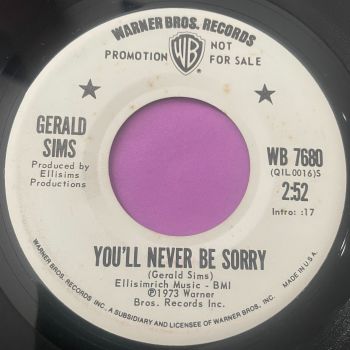 WARNER BROS. RECORDS
PROMOTION WB NOT FOR SALE
GERALD SIMS
Produced by
Ellisims
Productions
WB 7680
(QIL0016)S
2:52
Intro: :17
YOU'LL NEVER BE SORRY
(Gerald Sims)
Ellisimrich Music - BMI
℗1973 Warner
Bros. Records Inc.
WARNER BROS. RECORDS INC. - A SUBSIDIARY AND LICENSEE OF WARNER BROS. INC.
MADE IN U.S.A.